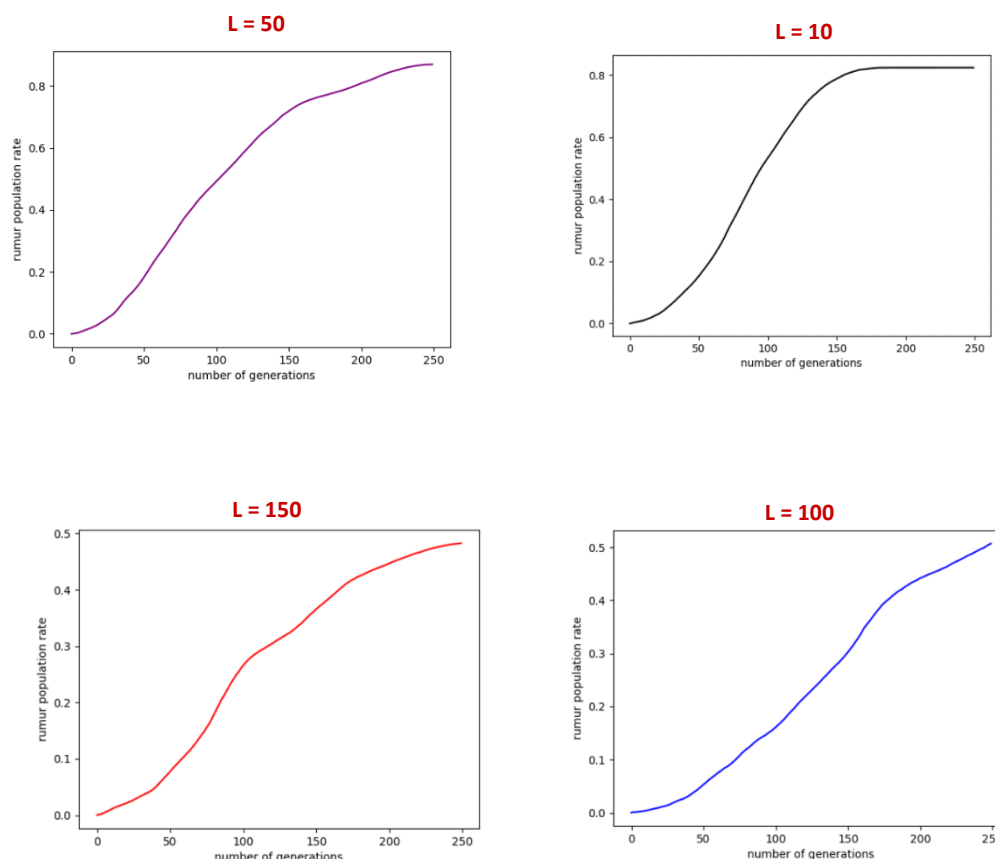 L = 50
rumur population rate
0.8
0.6
0.4
0.2
0.0
0 50 100 150 200 250
number of generations
L = 10
rumur population rate
0.8
0.6
0.4
0.2
0.0
0 50 100 150 200 250
number of generations
L = 150
rumur population rate
0.5
0.4
0.3
0.2
0.1
0.0
0 50 100 150 200 250
number of generations
L = 100
rumur population rate
0.5
0.4
0.3
0.2
0.1
0.0
0 50 100 150 200 250
number of generations